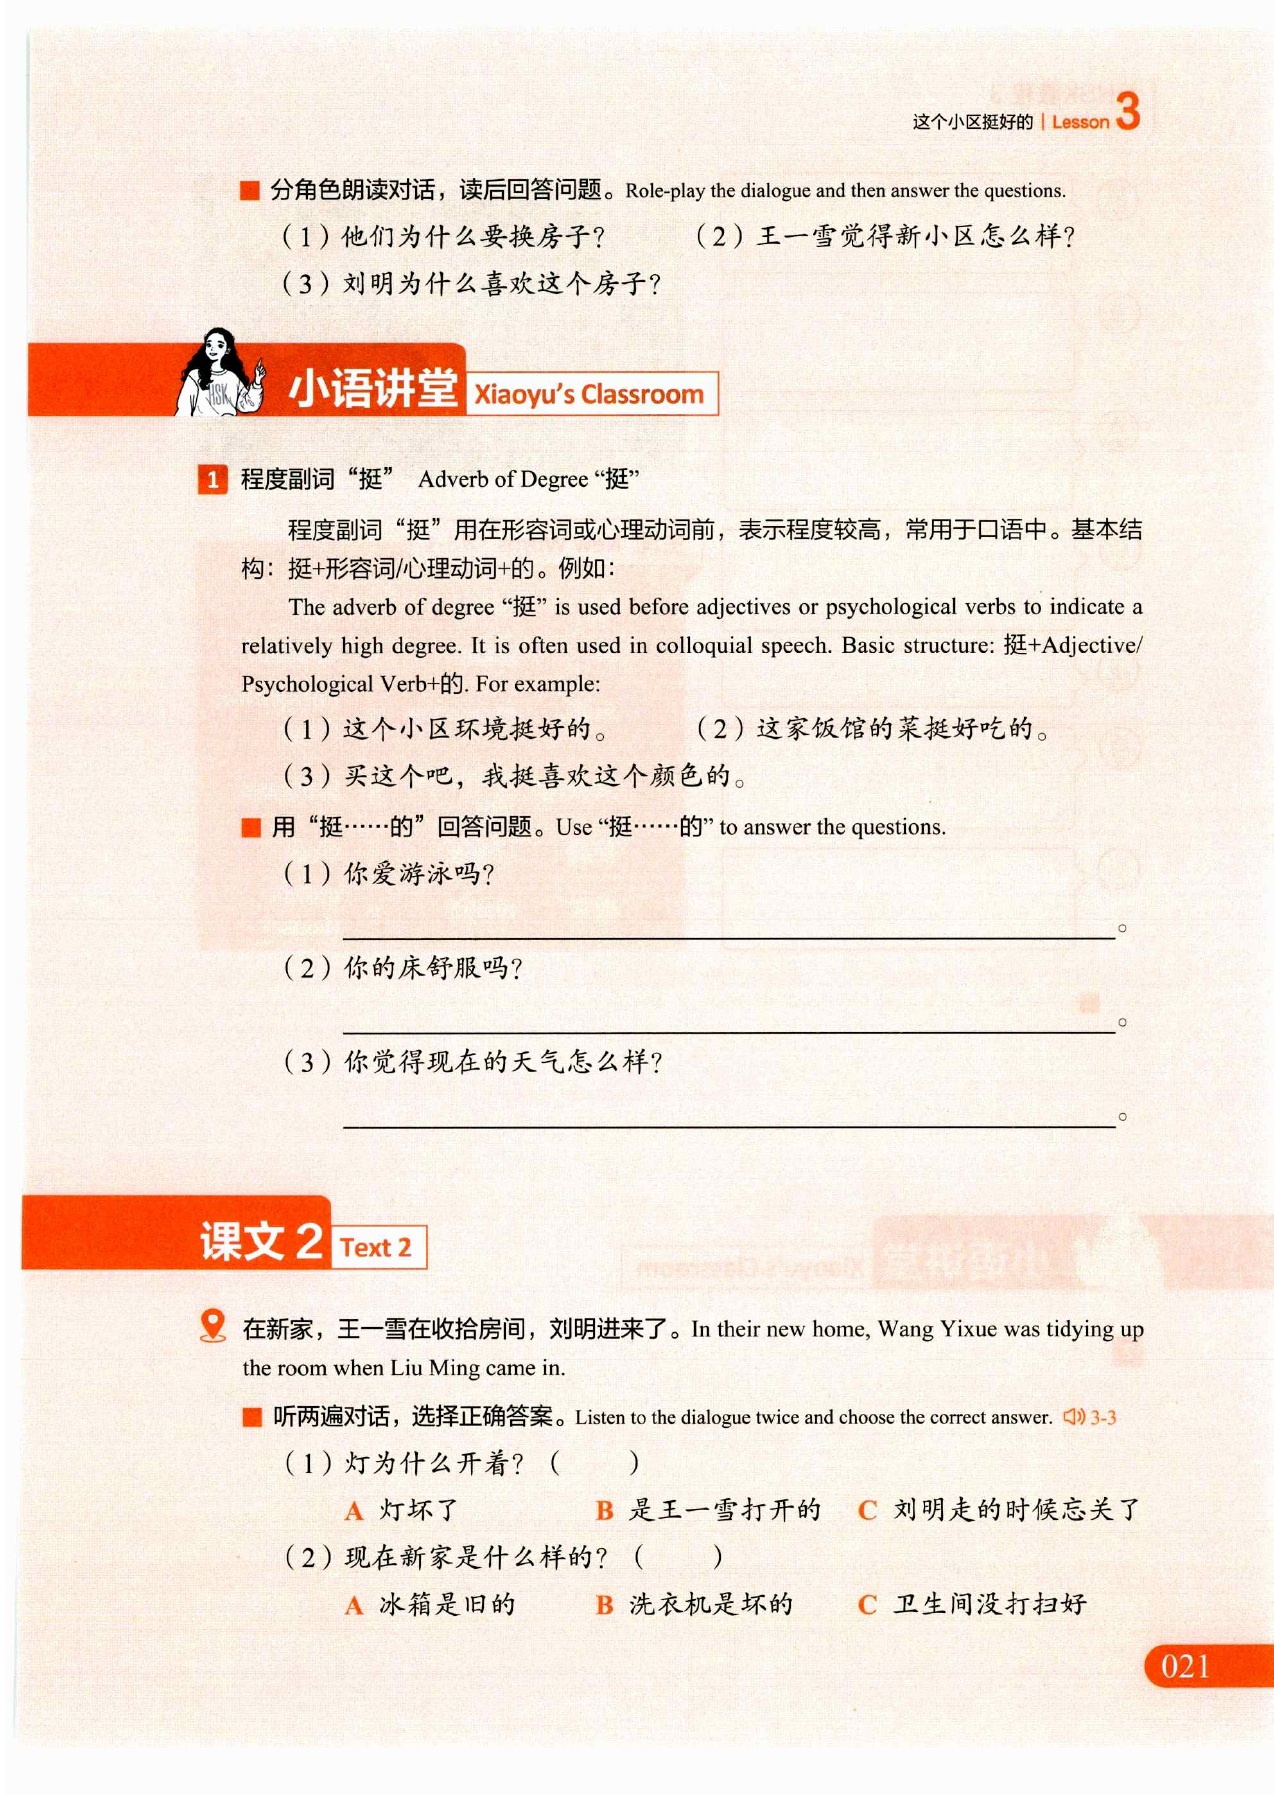 这个小区挺好的 | Lesson 3
■ 分角色朗读对话，读后回答问题。Role-play the dialogue and then answer the questions.
（1）他们为什么要换房子？ （2）王一雪觉得新小区怎么样？
（3）刘明为什么喜欢这个房子？
HSK
小语讲堂 Xiaoyu's Classroom
1 程度副词“挺” Adverb of Degree “挺”
程度副词“挺”用在形容词或心理动词前，表示程度较高，常用于口语中。基本结
构：挺+形容词/心理动词+的。例如：
The adverb of degree “挺” is used before adjectives or psychological verbs to indicate a
relatively high degree. It is often used in colloquial speech. Basic structure: 挺+Adjective/
Psychological Verb+的. For example:
（1）这个小区环境挺好的。 （2）这家饭馆的菜挺好吃的。
（3）买这个吧，我挺喜欢这个颜色的。
■ 用“挺……的”回答问题。Use “挺……的” to answer the questions.
（1）你爱游泳吗？
。
（2）你的床舒服吗？
。
（3）你觉得现在的天气怎么样？
。
课文 2 Text 2
在新家，王一雪在收拾房间，刘明进来了。In their new home, Wang Yixue was tidying up
the room when Liu Ming came in.
■ 听两遍对话，选择正确答案。Listen to the dialogue twice and choose the correct answer. 3-3
（1）灯为什么开着？（ ）
A 灯坏了 B 是王一雪打开的 C 刘明走的时候忘关了
（2）现在新家是什么样的？（ ）
A 冰箱是旧的 B 洗衣机是坏的 C 卫生间没打扫好
021